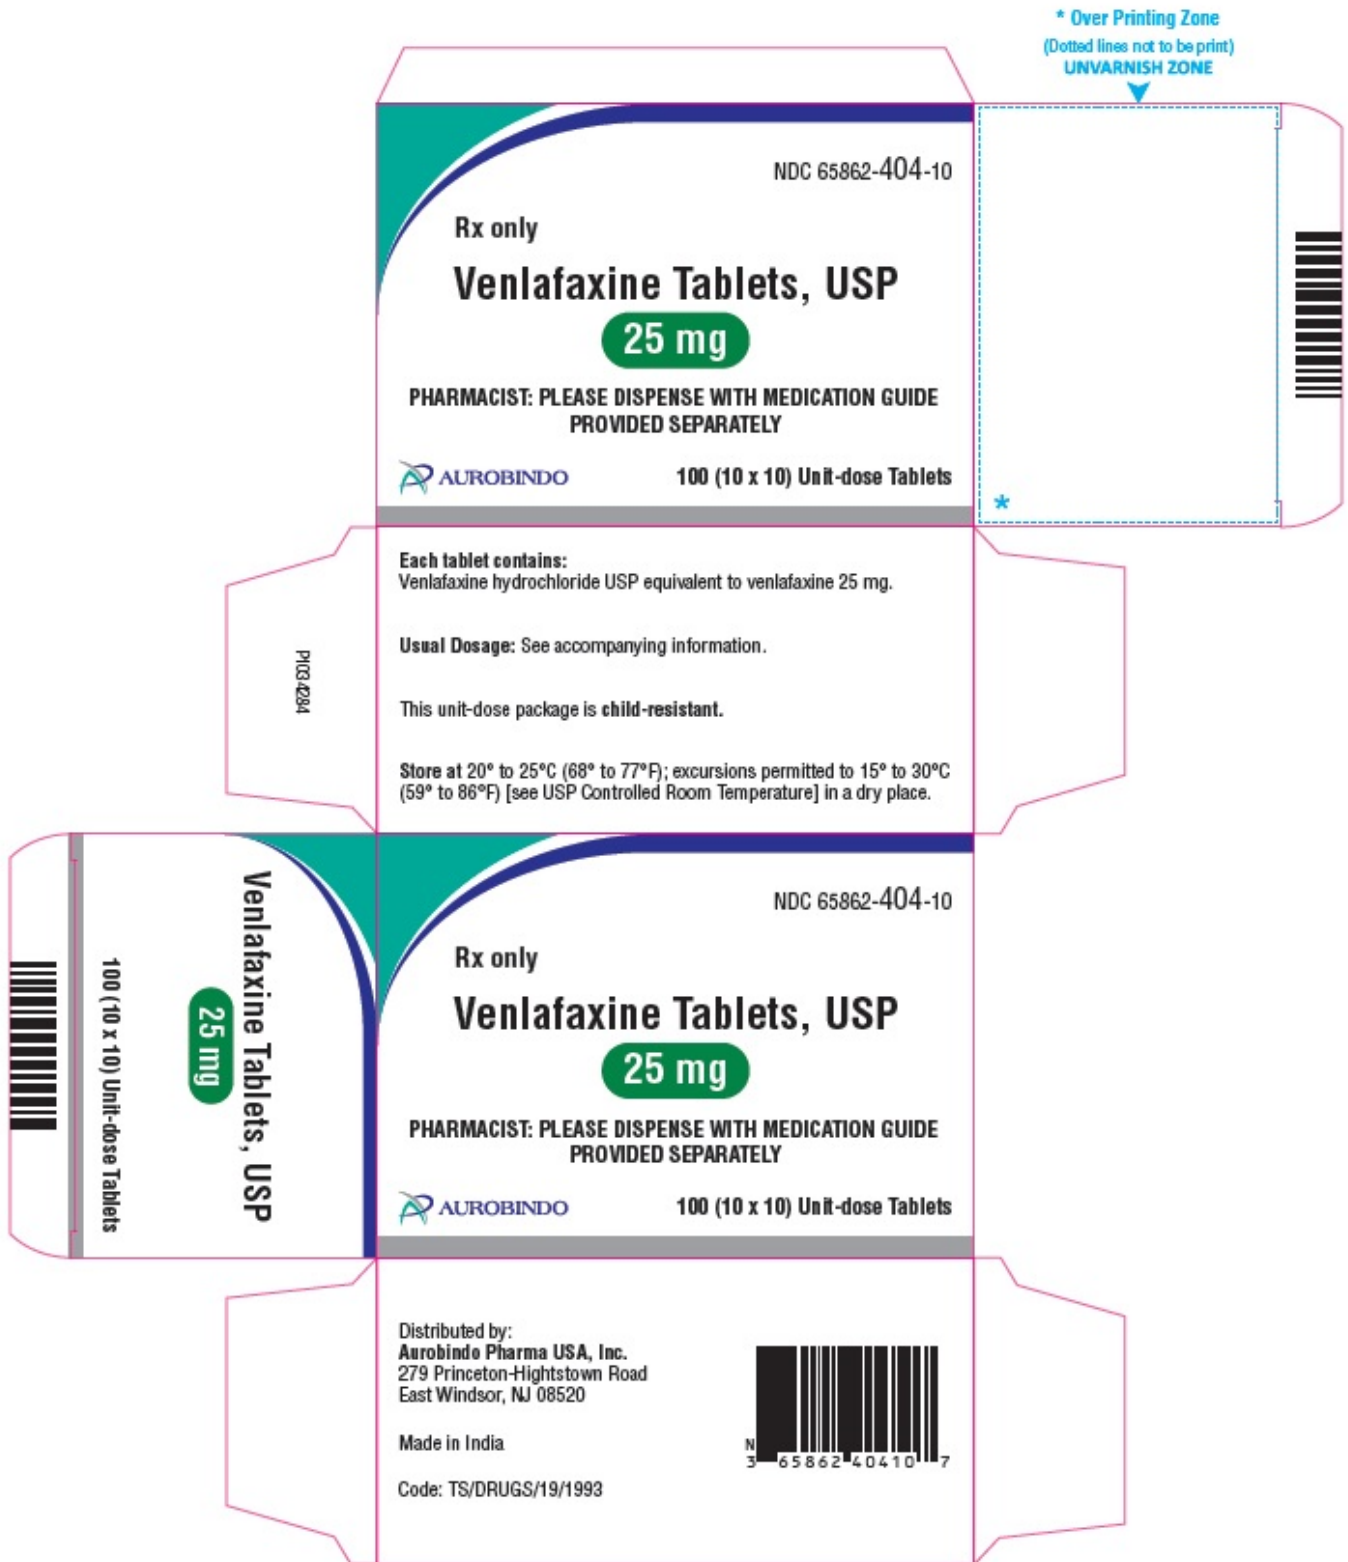 * Over Printing Zone
(Dotted lines not to be print)
UNVARNISH ZONE
NDC 65862-404-10
Rx only
Venlafaxine Tablets, USP
25 mg
PHARMACIST: PLEASE DISPENSE WITH MEDICATION GUIDE
PROVIDED SEPARATELY
AUROBINDO
100 (10 x 10) Unit-dose Tablets
*
Each tablet contains:
Venlafaxine hydrochloride USP equivalent to venlafaxine 25 mg.
Usual Dosage: See accompanying information.
This unit-dose package is child-resistant.
Store at 20° to 25°C (68° to 77°F); excursions permitted to 15° to 30°C
(59° to 86°F) [see USP Controlled Room Temperature] in a dry place.
P1034284
Venlafaxine Tablets, USP
25 mg
100 (10 x 10) Unit-dose Tablets
NDC 65862-404-10
Rx only
Venlafaxine Tablets, USP
25 mg
PHARMACIST: PLEASE DISPENSE WITH MEDICATION GUIDE
PROVIDED SEPARATELY
AUROBINDO
100 (10 x 10) Unit-dose Tablets
Distributed by:
Aurobindo Pharma USA, Inc.
279 Princeton-Hightstown Road
East Windsor, NJ 08520
Made in India
Code: TS/DRUGS/19/1993
N
3 65862 40410 7